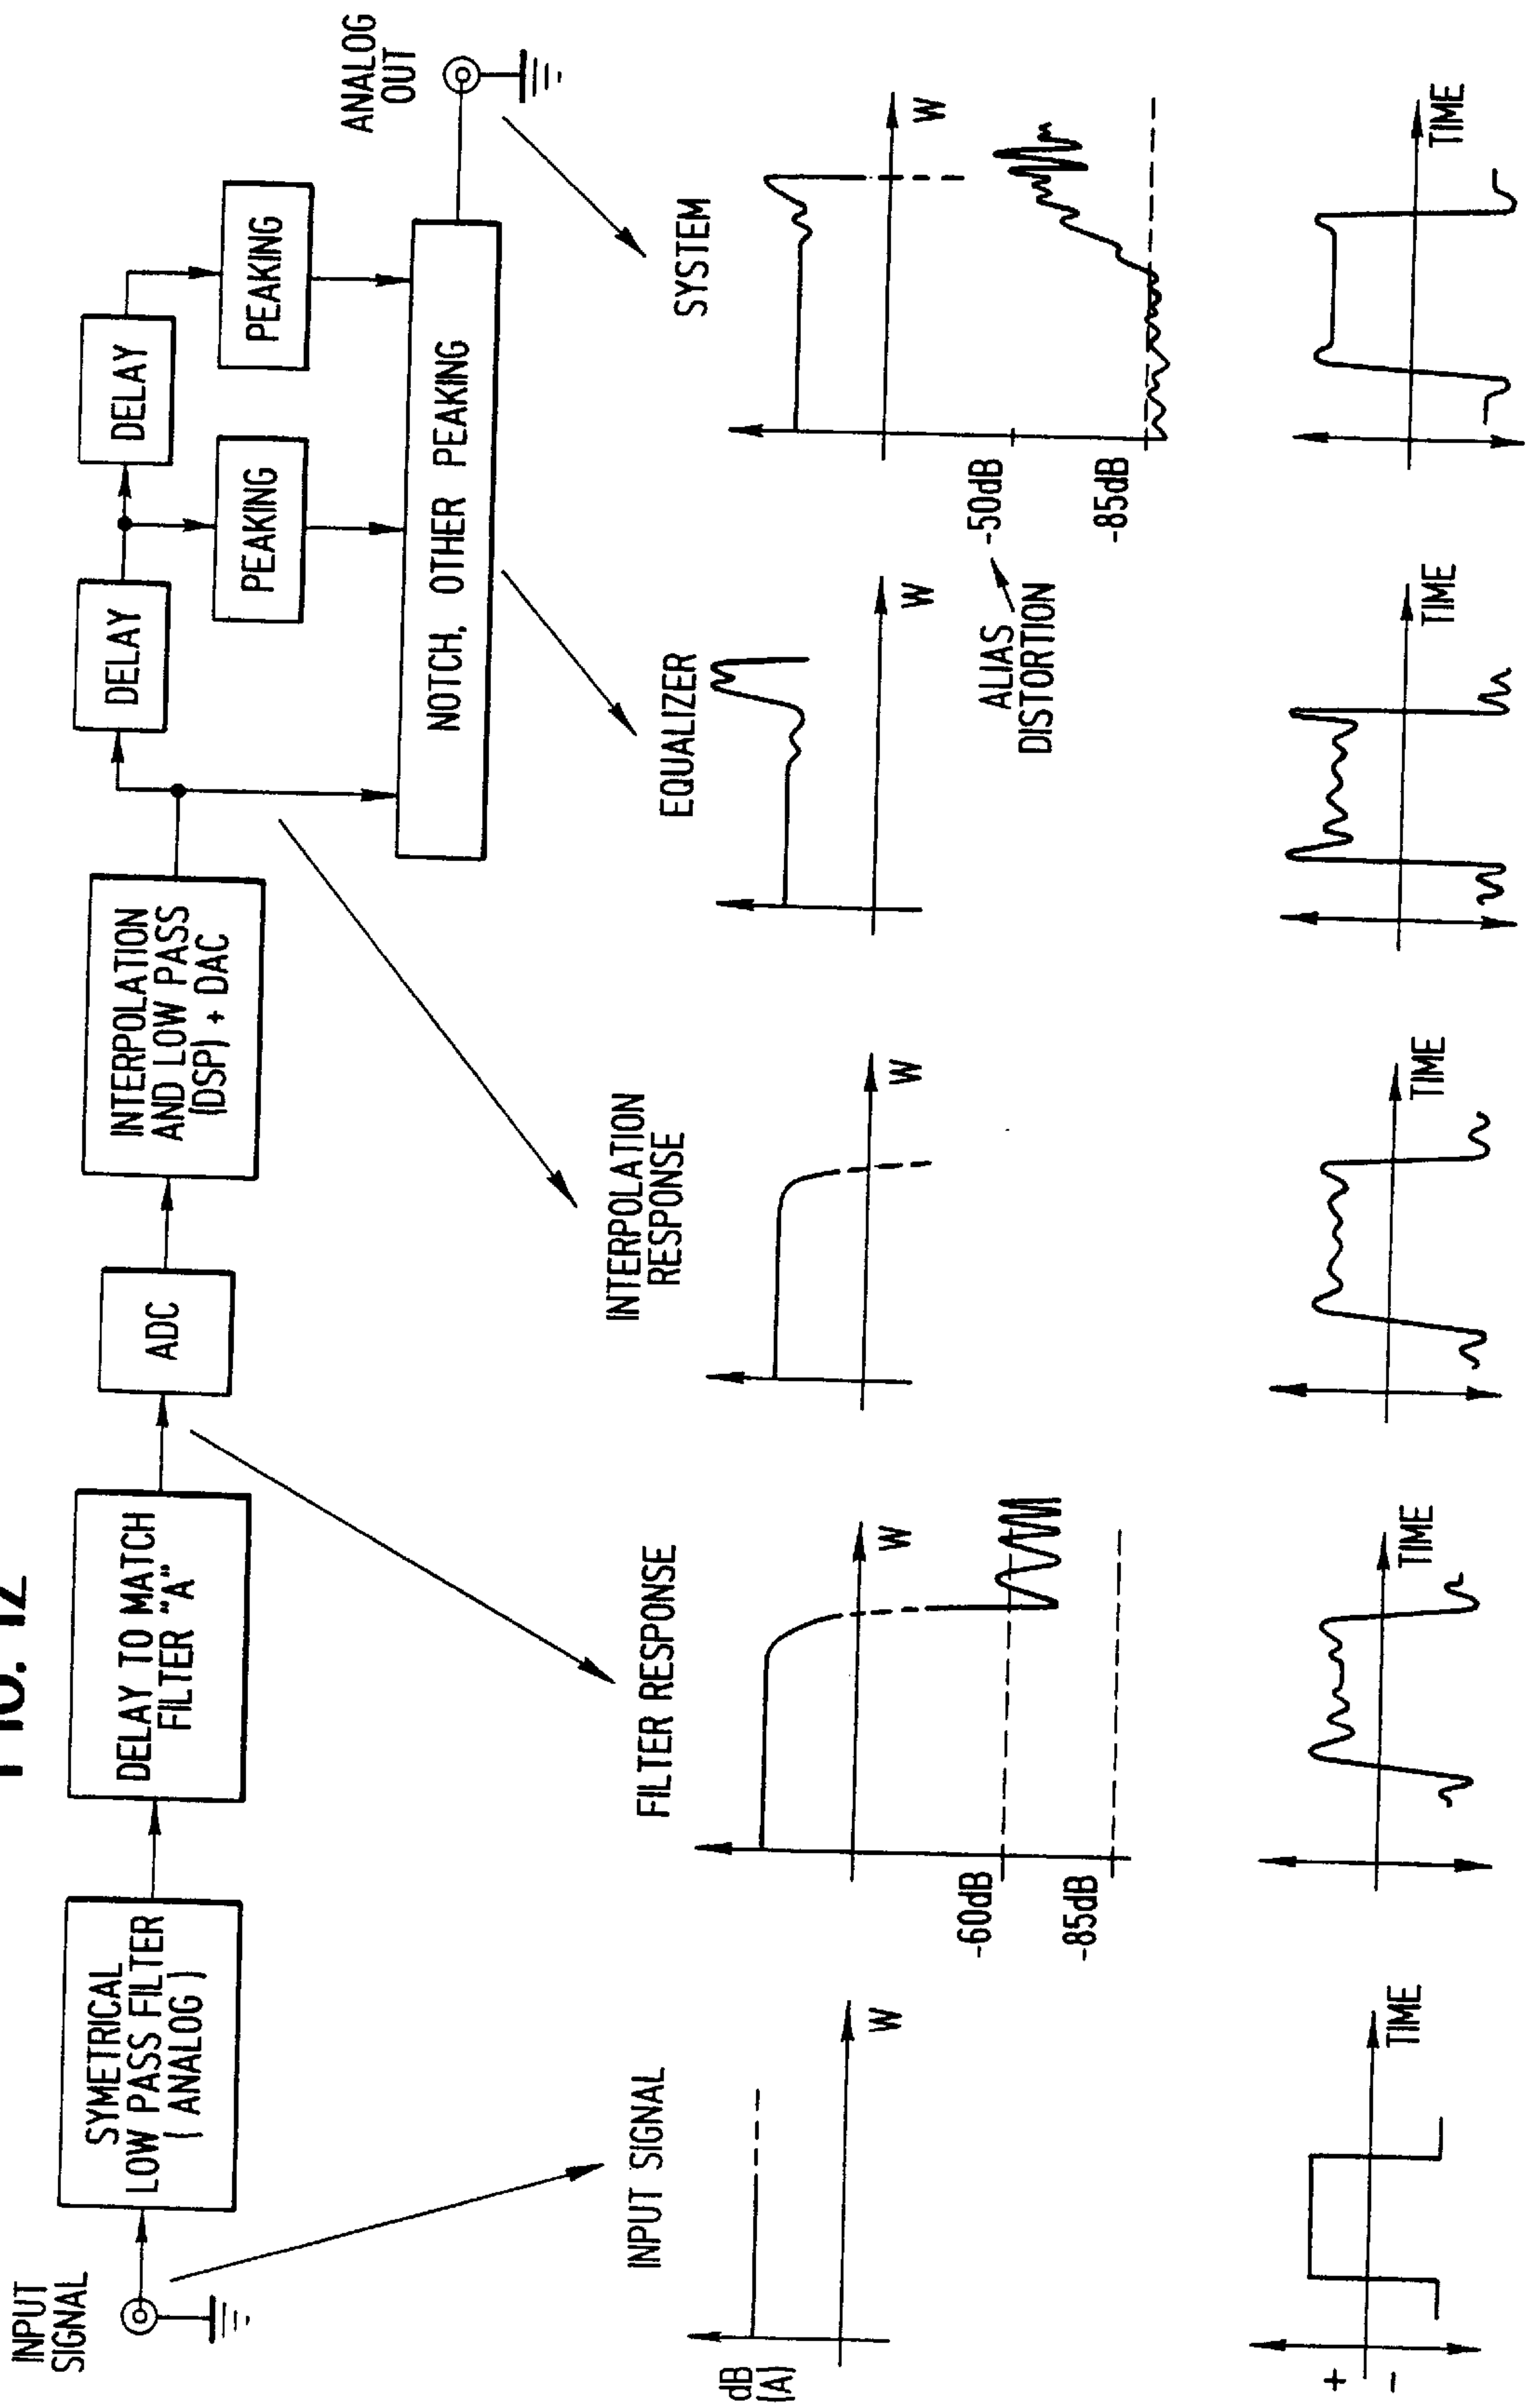 FIG. 12
INPUT
SIGNAL
SYMETRICAL
LOW PASS FILTER
( ANALOG )
DELAY TO MATCH
FILTER "A"
ADC
INTERPOLATION
AND LOW PASS
(DSP) + DAC
DELAY
DELAY
PEAKING
PEAKING
NOTCH, OTHER PEAKING
ANALOG
OUT
INPUT SIGNAL
dB
(A)
W
FILTER RESPONSE
W
-60dB
-85dB
INTERPOLATION
RESPONSE
W
EQUALIZER
W
ALIAS
DISTORTION
SYSTEM
W
-50dB
-85dB
+
-
TIME
TIME
TIME
TIME
TIME